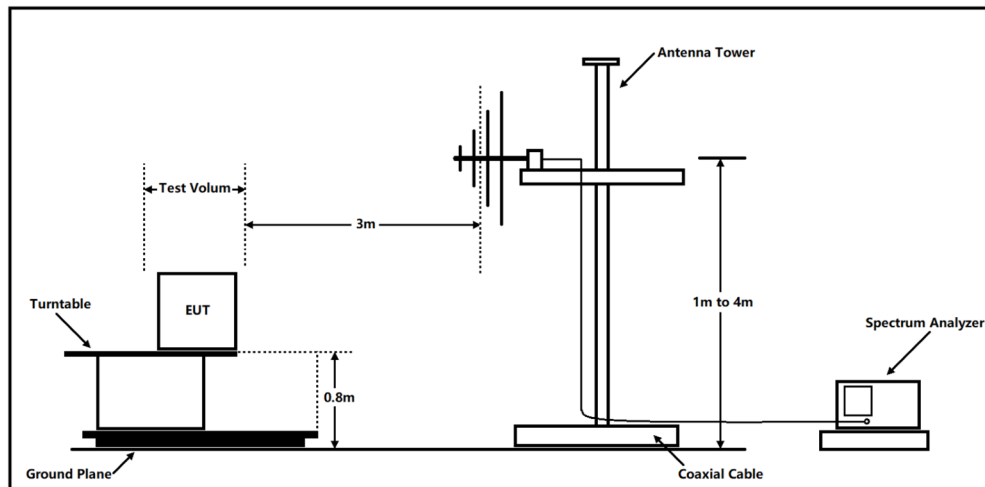 Antenna Tower
Test Volum
3m
EUT
Turntable
1m to 4m
Spectrum Analyzer
0.8m
Ground Plane
Coaxial Cable